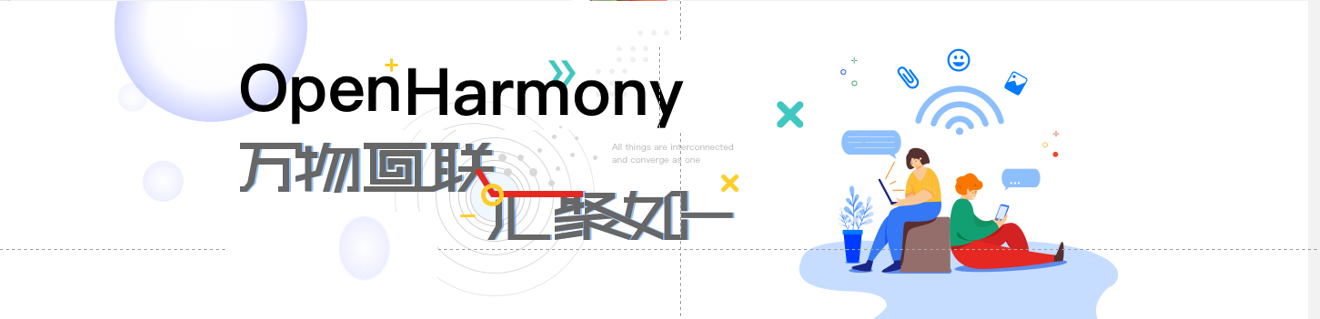 OpenHarmony
万物互联
汇聚如一
All things are interconnected
and converge as one